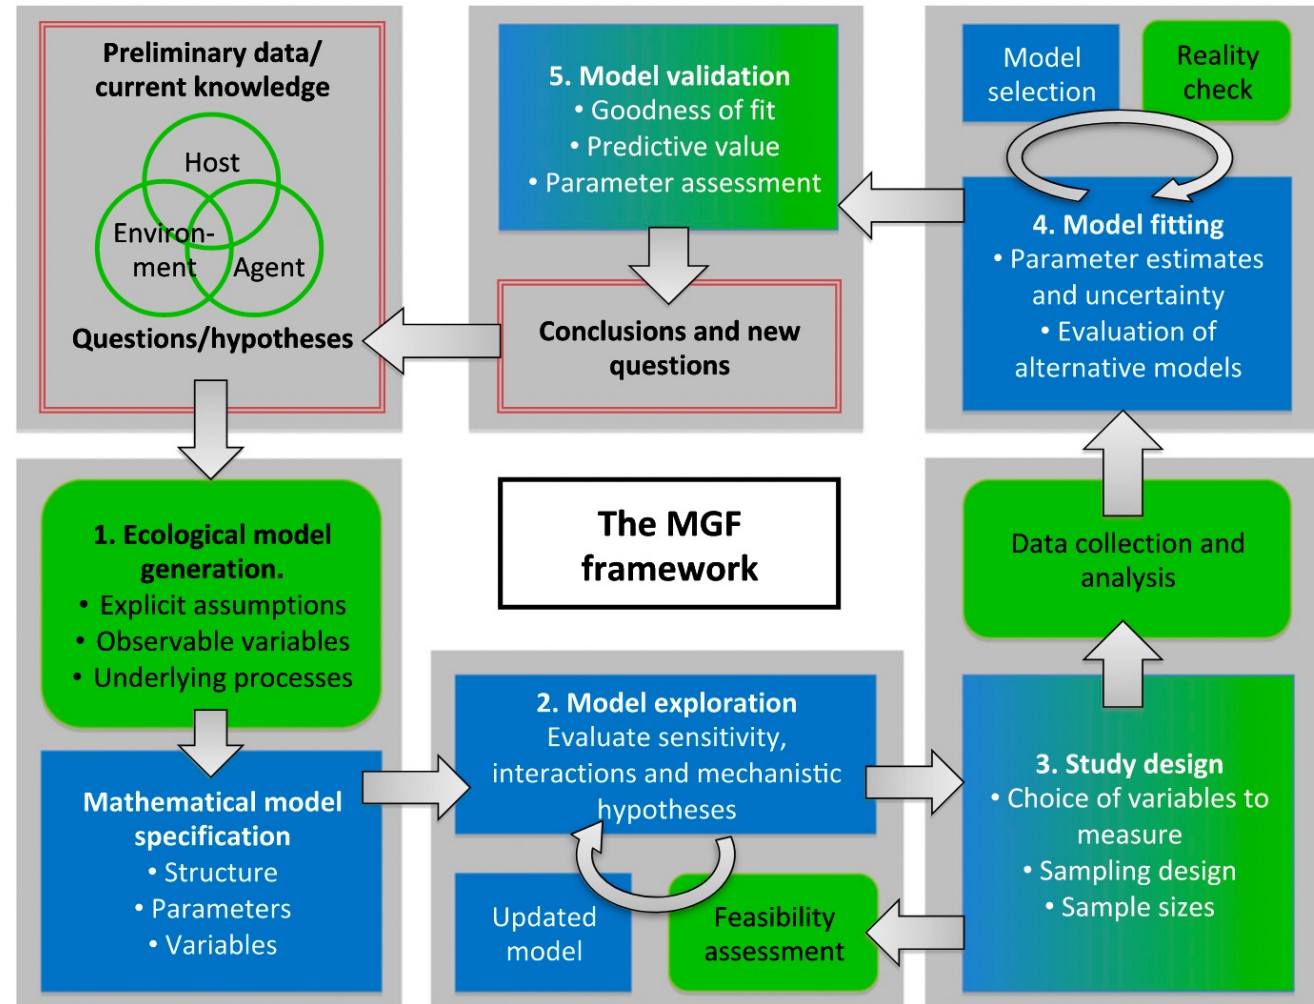 Preliminary data/
current knowledge
Host
Environ-
ment
Agent
Questions/hypotheses
1. Ecological model
generation.
• Explicit assumptions
• Observable variables
• Underlying processes
Mathematical model
specification
• Structure
• Parameters
• Variables
2. Model exploration
Evaluate sensitivity,
interactions and mechanistic
hypotheses
Updated
model
Feasibility
assessment
3. Study design
• Choice of variables to
measure
• Sampling design
• Sample sizes
Data collection and
analysis
4. Model fitting
• Parameter estimates
and uncertainty
• Evaluation of
alternative models
Model
selection
Reality
check
5. Model validation
• Goodness of fit
• Predictive value
• Parameter assessment
Conclusions and new
questions
The MGF
framework